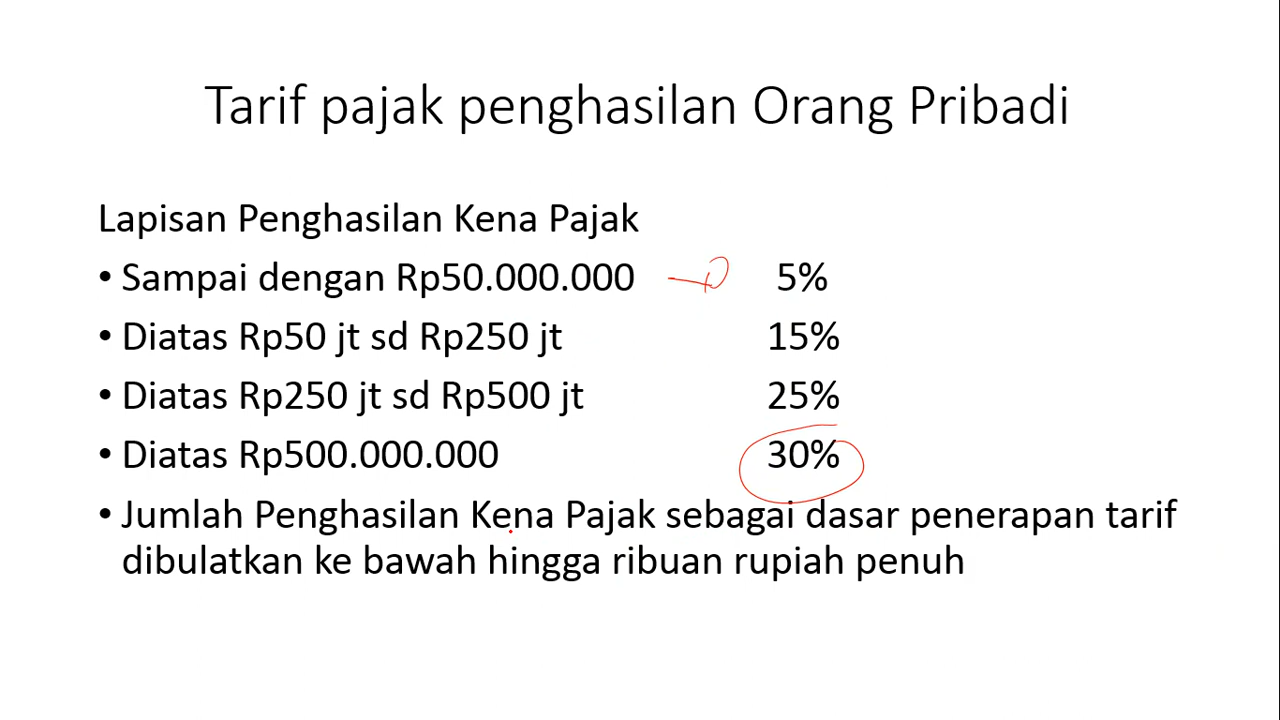 Tarif pajak penghasilan Orang Pribadi
Lapisan Penghasilan Kena Pajak
• Sampai dengan Rp50.000.000 5%
• Diatas Rp50 jt sd Rp250 jt 15%
• Diatas Rp250 jt sd Rp500 jt 25%
• Diatas Rp500.000.000 30%
• Jumlah Penghasilan Kena Pajak sebagai dasar penerapan tarif
dibulatkan ke bawah hingga ribuan rupiah penuh